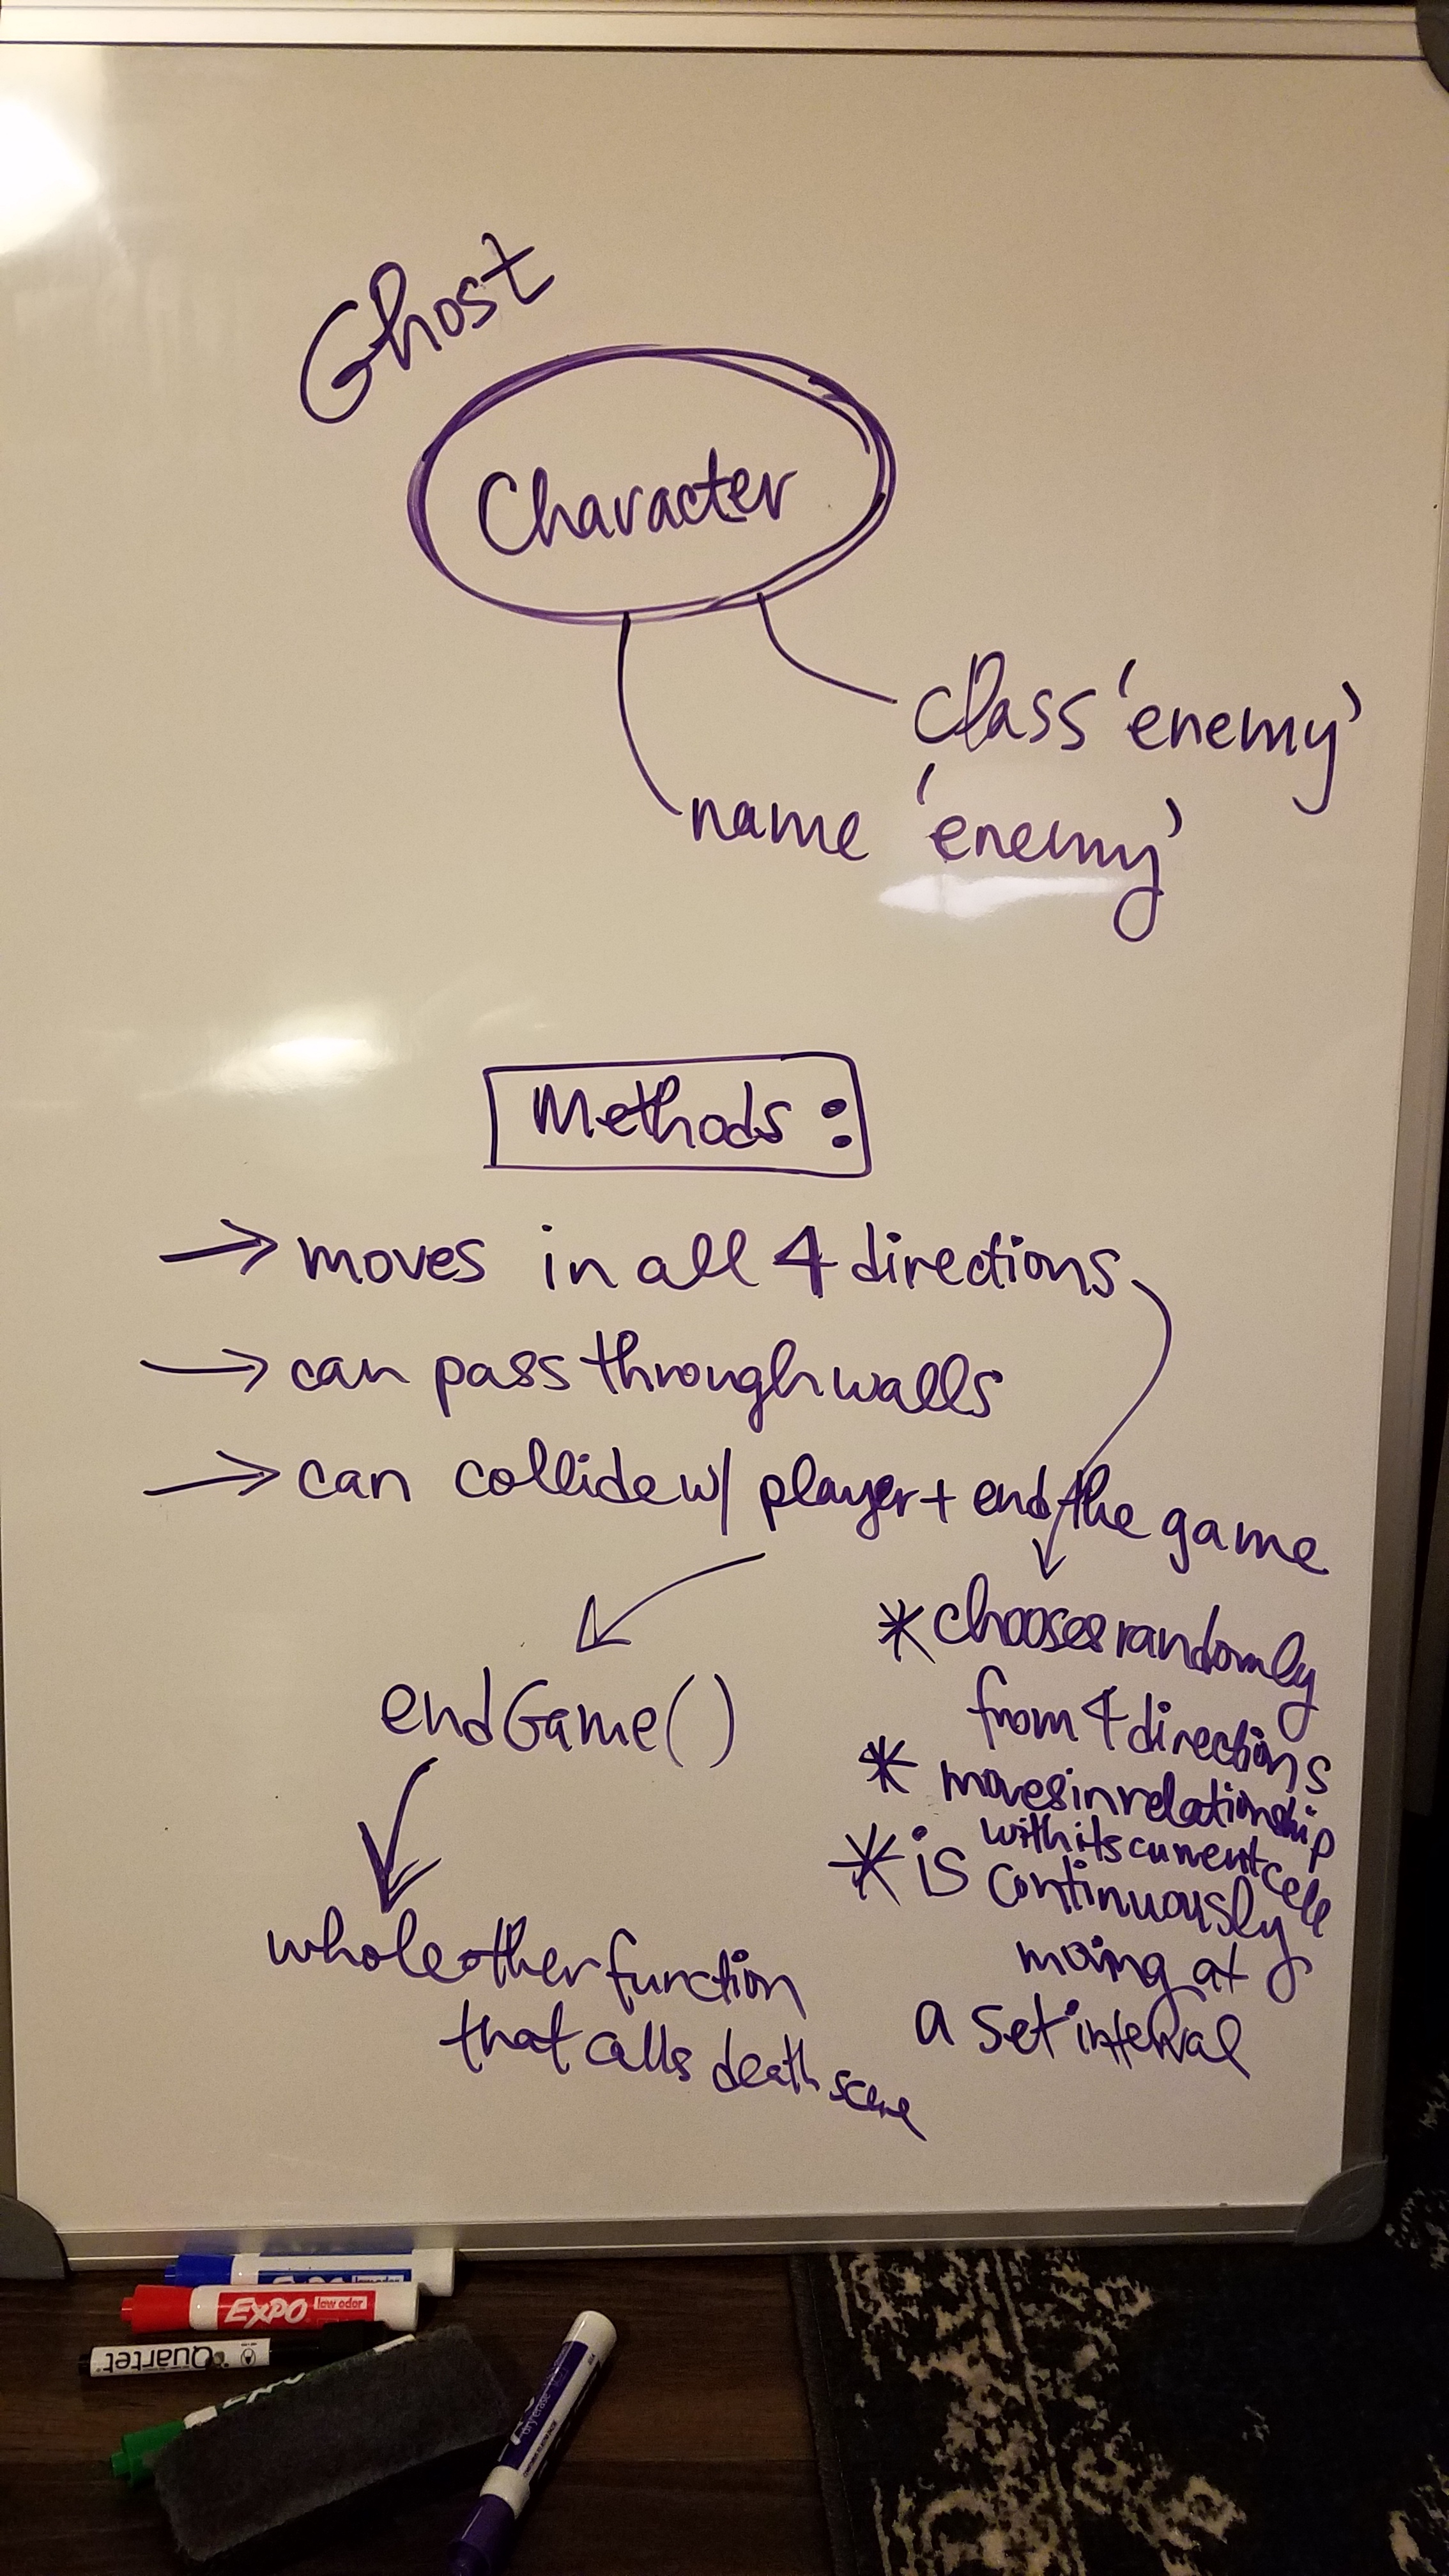 Ghost
Character
class 'enemy'
name 'enemy'
Methods:
→ moves in all 4 directions
→ can pass through walls
→ can collide w/ player + end the game
endGame()
whole other function
that calls death scene
* chooses randomly
from 4 directions
* moves in relationship
with its current cell
* is continuously
moving at
a set interval
EXPO low odor
Quartet